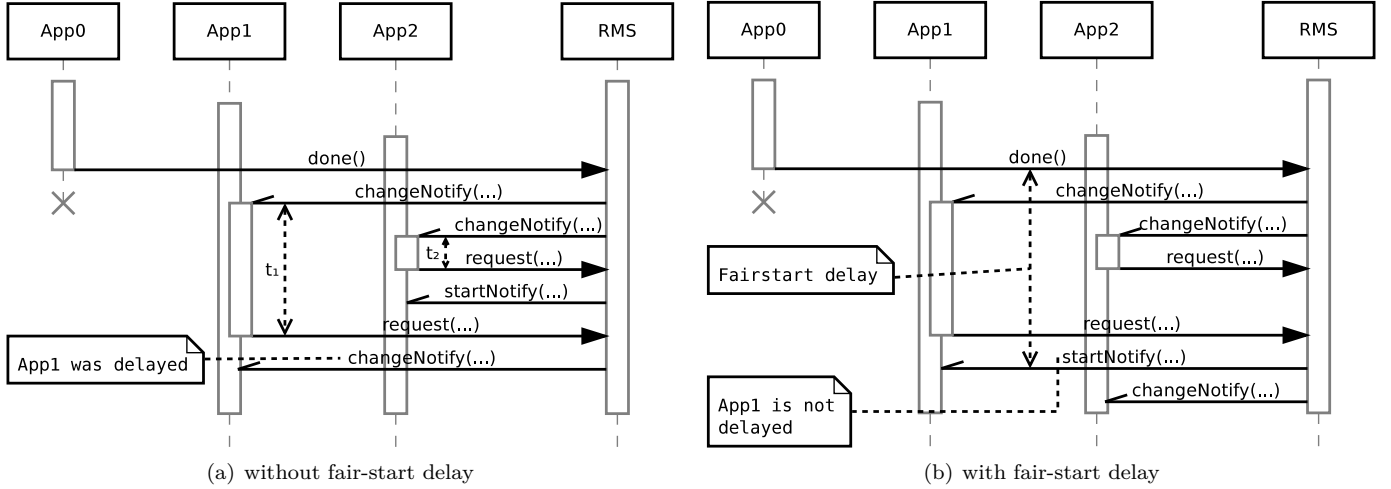 App0
App1
App2
RMS
done()
changeNotify(...)
changeNotify(...)
t₂
request(...)
t₁
startNotify(...)
request(...)
App1 was delayed
changeNotify(...)
(a) without fair-start delay
App0
App1
App2
RMS
done()
changeNotify(...)
changeNotify(...)
request(...)
Fairstart delay
request(...)
startNotify(...)
changeNotify(...)
App1 is not
delayed
(b) with fair-start delay